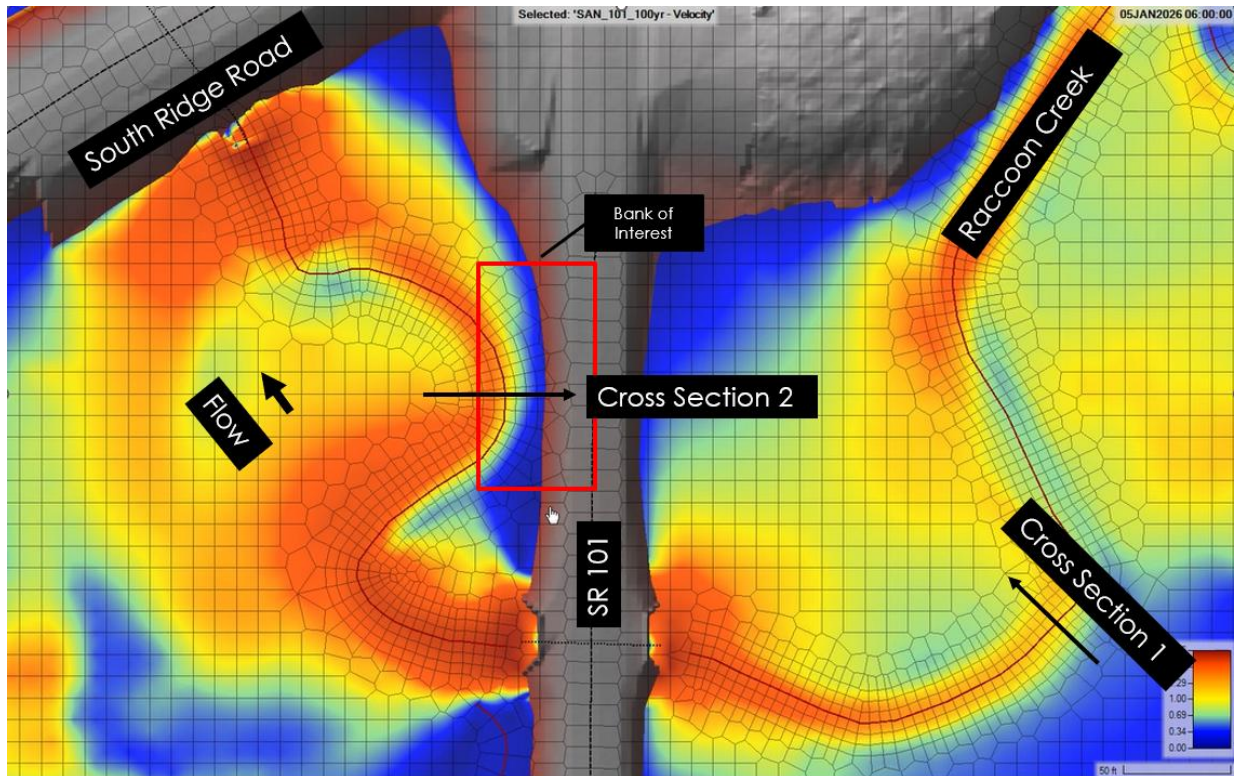 Selected: 'SAN_101_100yr - Velocity'
05JAN2026 06:00:00
South Ridge Road
Raccoon Creek
Bank of
Interest
Cross Section 2
Flow
SR 101
Cross Section 1
1.00
0.69
0.34
0.00
50 ft